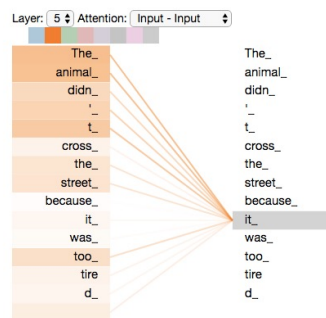 Layer: 5 Attention: Input - Input
The_ The_
animal_ animal_
didn_ didn_
'_ '_
t_ t_
cross_ cross_
the_ the_
street_ street_
because_ because_
it_ it_
was_ was_
too_ too_
tire tire
d_ d_